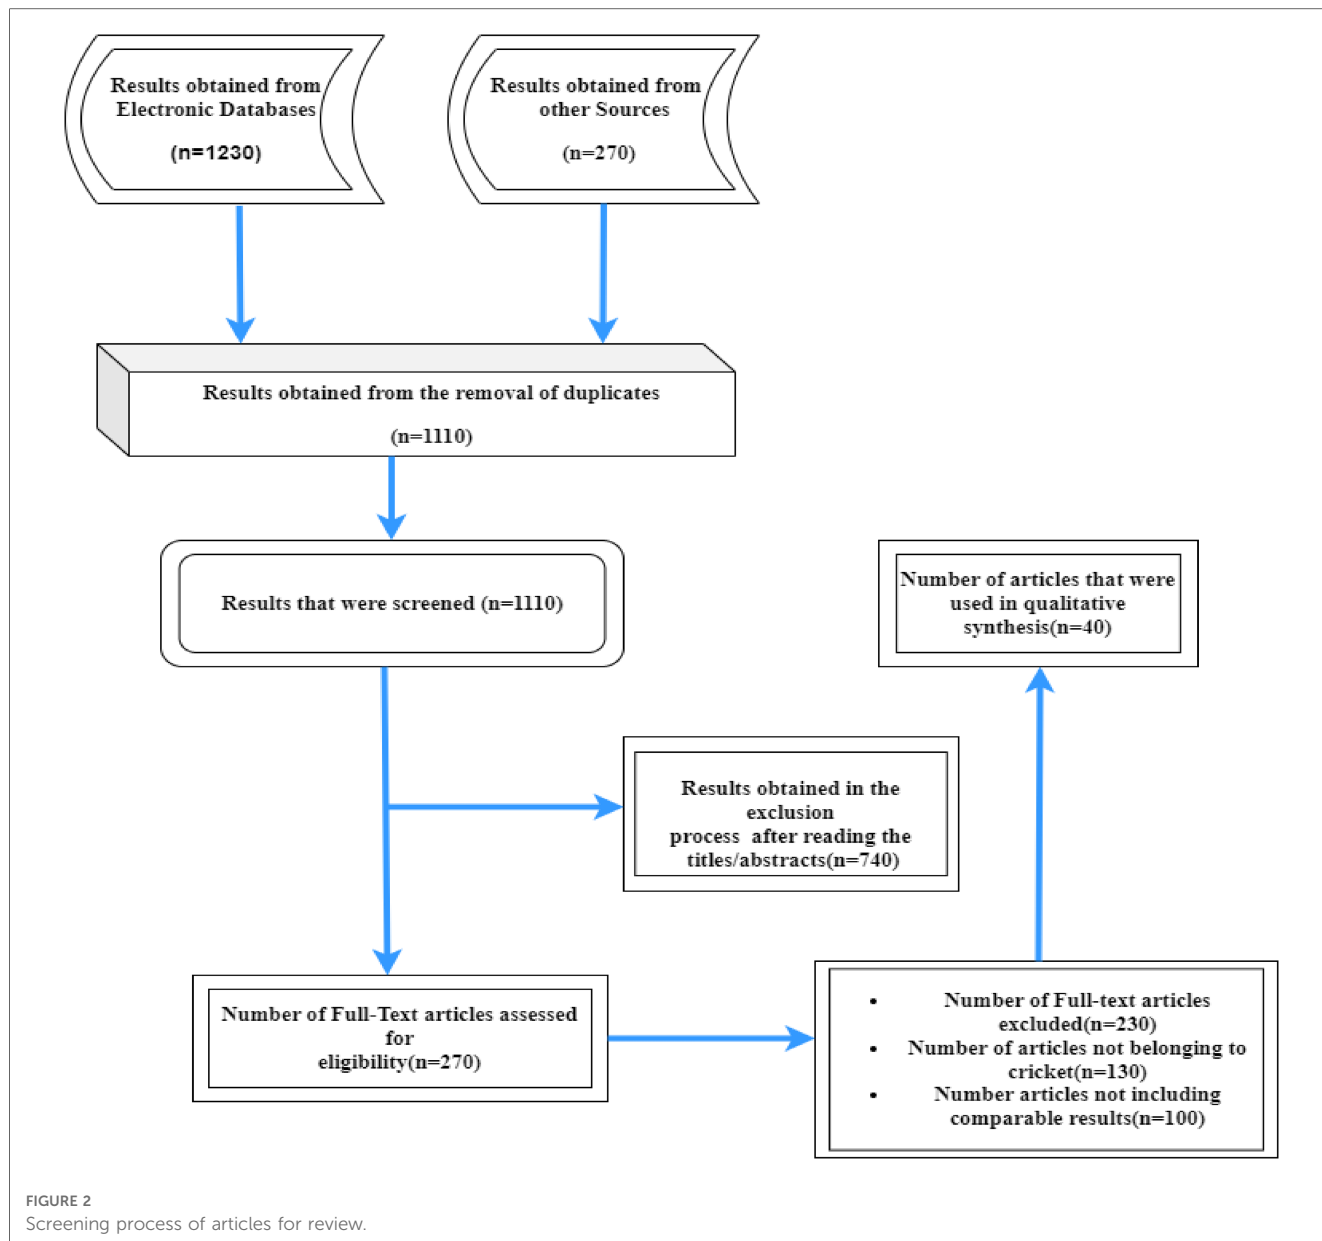 Results obtained from
Electronic Databases
(n=1230)
Results obtained from
other Sources
(n=270)
Results obtained from the removal of duplicates
(n=1110)
Results that were screened (n=1110)
Number of articles that were
used in qualitative
synthesis(n=40)
Results obtained in the
exclusion
process after reading the
titles/abstracts(n=740)
Number of Full-Text articles assessed
for
eligibility(n=270)
• Number of Full-text articles
excluded(n=230)
• Number of articles not belonging to
cricket(n=130)
• Number articles not including
comparable results(n=100)
FIGURE 2
Screening process of articles for review.